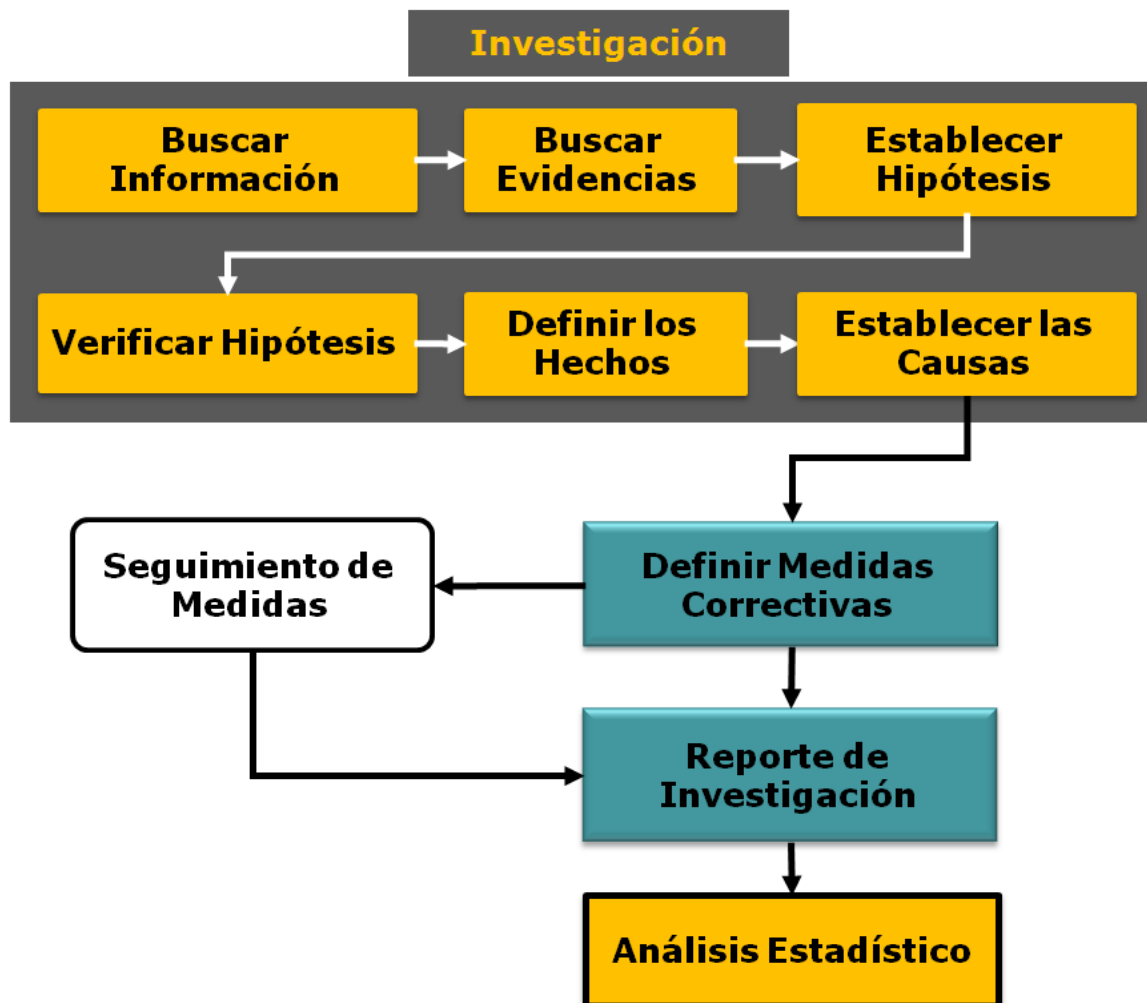 Investigación
Buscar
Información
Buscar
Evidencias
Establecer
Hipótesis
Verificar Hipótesis
Definir los
Hechos
Establecer las
Causas
Seguimiento de
Medidas
Definir Medidas
Correctivas
Reporte de
Investigación
Análisis Estadístico